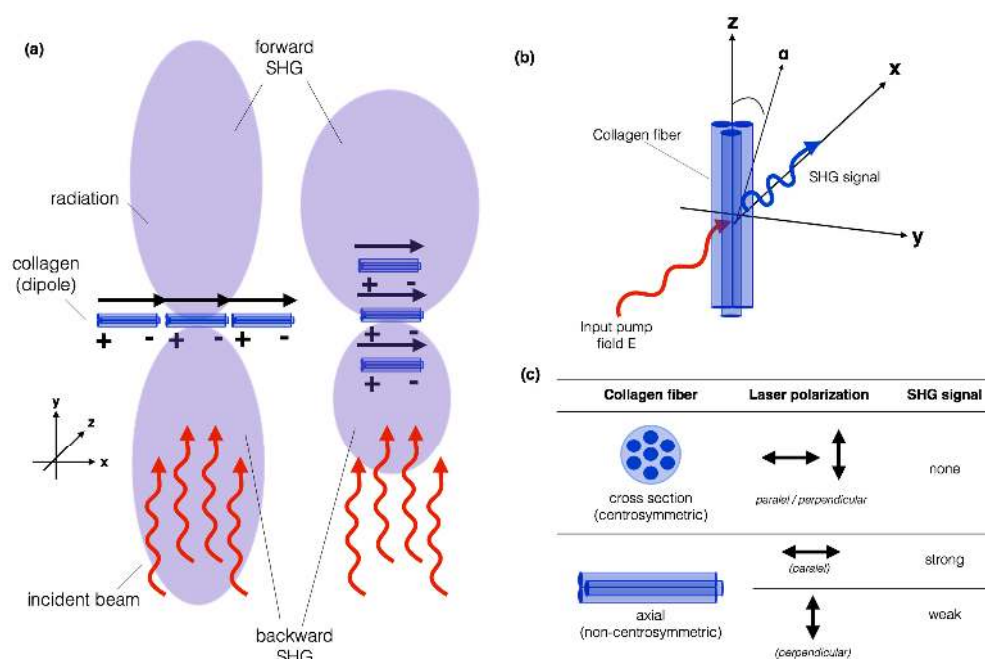 (a)
forward
SHG
radiation
collagen
(dipole)
+ - + - + -
+ -
+ -
+ -
y
z
x
incident beam
backward
SHG
(b)
z
α
x
Collagen fiber
SHG signal
y
Input pump
field E
(c)
Collagen fiber Laser polarization SHG signal
cross section
(centrosymmetric)
paralel / perpendicular
none
(paralel)
strong
axial
(non-centrosymmetric)
(perpendicular)
weak